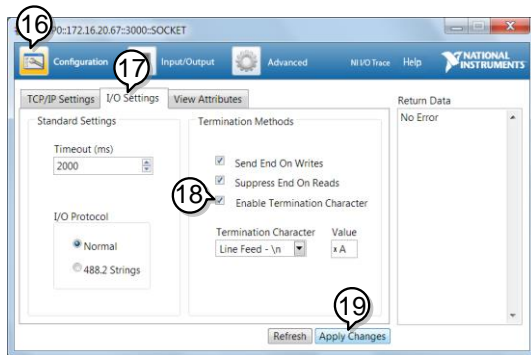 16
P0::172.16.20.67::3000::SOCKET
Configuration
17
Input/Output
Advanced
NI I/O Trace
Help
NATIONAL INSTRUMENTS
TCP/IP Settings
I/O Settings
View Attributes
Return Data
No Error
Standard Settings
Timeout (ms)
2000
I/O Protocol
Normal
488.2 Strings
Termination Methods
Send End On Writes
Suppress End On Reads
18
Enable Termination Character
Termination Character
Value
Line Feed - \n
x A
19
Refresh
Apply Changes